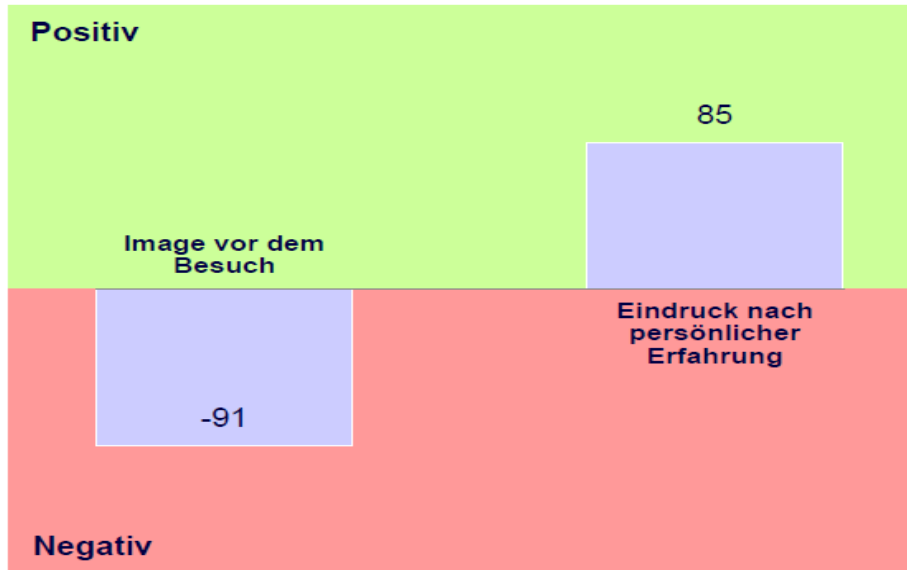 Positiv
85
Image vor dem
Besuch
Eindruck nach
persönlicher
Erfahrung
-91
Negativ